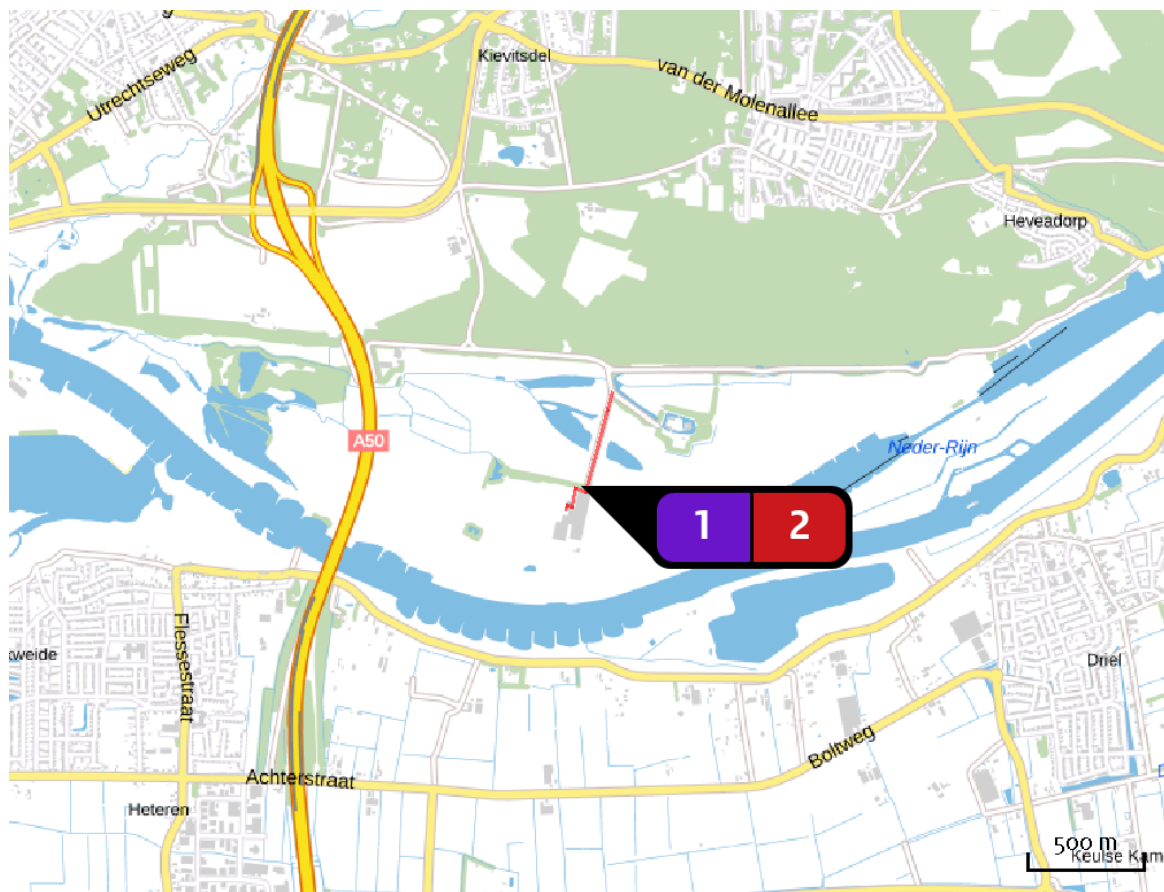 Utrechtseweg
Kievitsdel
van der Molenallee
Heveadorp
A50
Neder-Rijn
1 2
Flessestraat
kweide
Driel
Boltweg
Achterstraat
Heteren
500 m
Keulse Kam